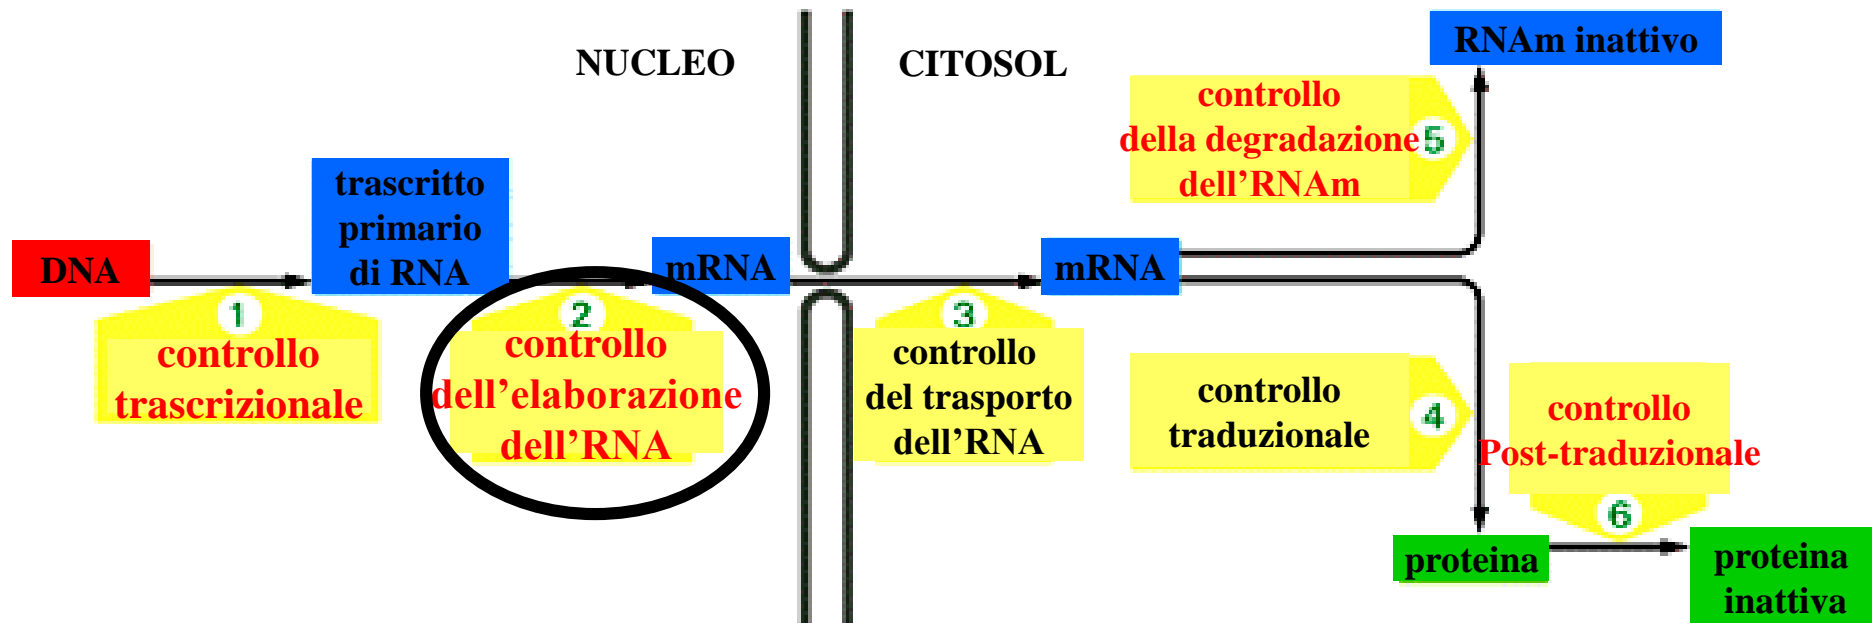 NUCLEO
CITOSOL
DNA
1
controllo
trascrizionale
trascritto
primario
di RNA
2
controllo
dell’elaborazione
dell’RNA
mRNA
3
controllo
del trasporto
dell’RNA
mRNA
controllo
della degradazione
dell’RNAm
5
RNAm inattivo
controllo
traduzionale
4
controllo
Post-traduzionale
6
proteina
proteina
inattiva